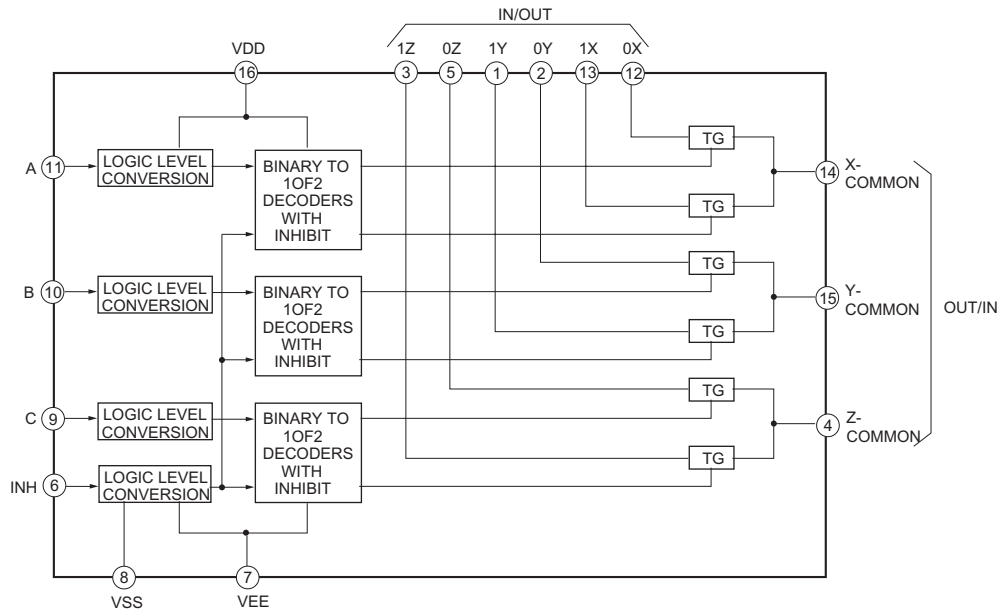 IN/OUT
VDD 1Z 0Z 1Y 0Y 1X 0X
16 3 5 1 2 13 12
A 11 LOGIC LEVEL
CONVERSION
BINARY TO
1OF2
DECODERS
WITH
INHIBIT
TG
TG
14 X-
COMMON
B 10 LOGIC LEVEL
CONVERSION
BINARY TO
1OF2
DECODERS
WITH
INHIBIT
TG
TG
15 Y-
COMMON
OUT/IN
C 9 LOGIC LEVEL
CONVERSION
BINARY TO
1OF2
DECODERS
WITH
INHIBIT
TG
TG
4 Z-
COMMON
INH 6 LOGIC LEVEL
CONVERSION
8 7
VSS VEE